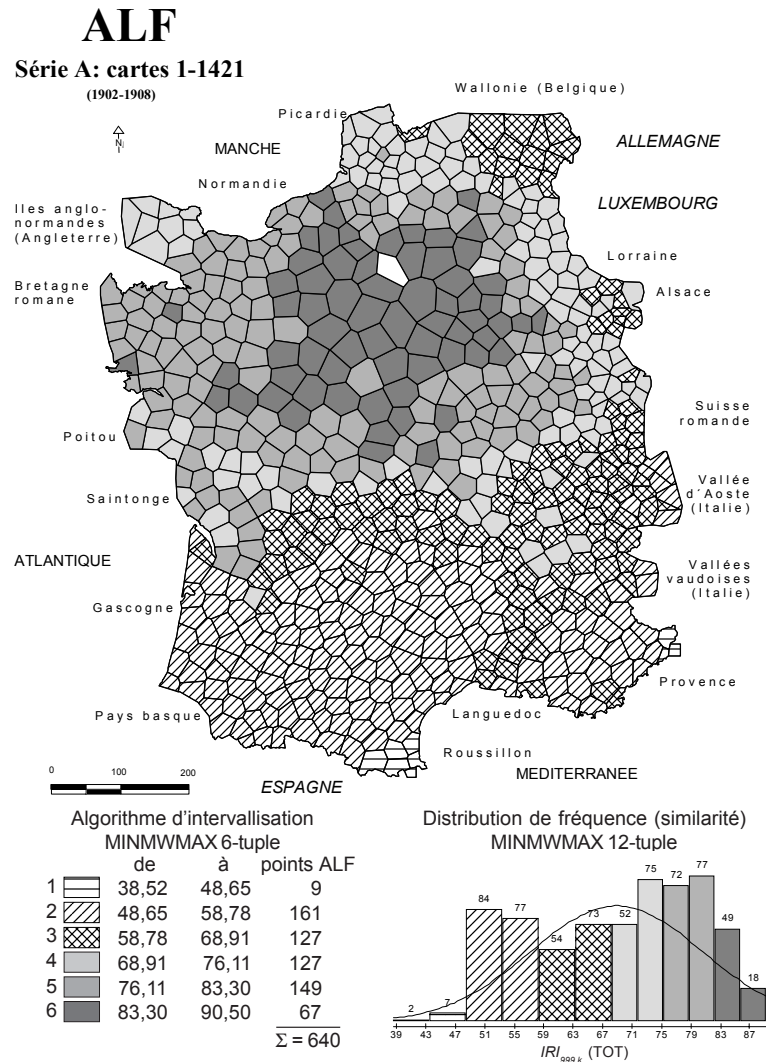 ALF
Série A: cartes 1-1421
(1902-1908)
Wallonie (Belgique)
Picardie
N
MANCHE
ALLEMAGNE
Normandie
LUXEMBOURG
Iles anglo-
normandes
(Angleterre)
Lorraine
Bretagne
romane
Alsace
Suisse
romande
Poitou
Vallée
d´Aoste
(Italie)
Saintonge
ATLANTIQUE
Vallées
vaudoises
(Italie)
Gascogne
Provence
Pays basque
Languedoc
Roussillon
MEDITERRANEE
ESPAGNE
0 100 200
Algorithme d'intervallisation
MINMWMAX 6-tuple
de à points ALF
1 38,52 48,65 9
2 48,65 58,78 161
3 58,78 68,91 127
4 68,91 76,11 127
5 76,11 83,30 149
6 83,30 90,50 67
Σ = 640
Distribution de fréquence (similarité)
MINMWMAX 12-tuple
2 7 84 77 54 73 52 75 72 77 49 18
39 43 47 51 55 59 63 67 71 75 79 83 87
IRI999,k (TOT)